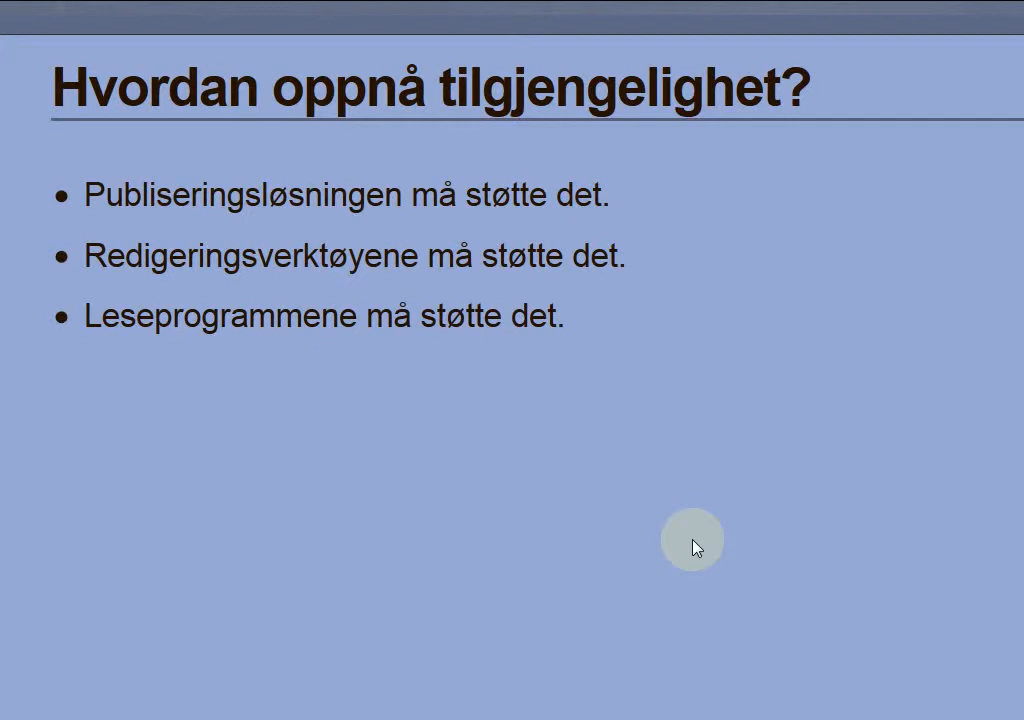 Hvordan oppnå tilgjengelighet?
• Publiseringsløsningen må støtte det.
• Redigeringsverktøyene må støtte det.
• Leseprogrammene må støtte det.